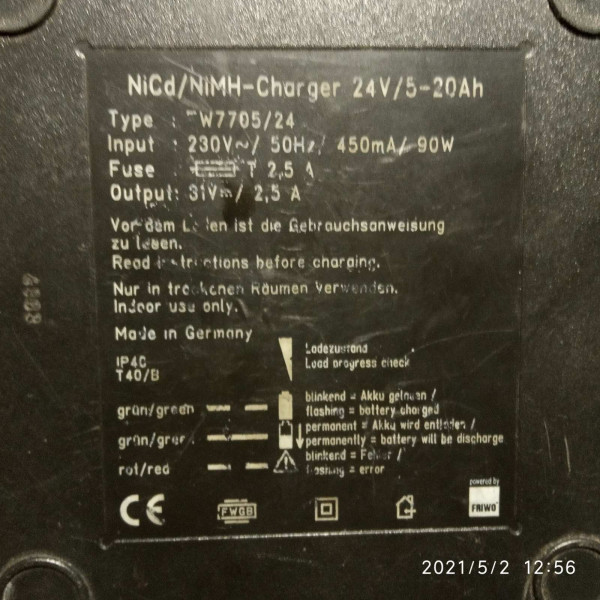 NiCd/NiMH-Charger 24V/5-20Ah
Type : FW7705/24
Input : 230V~/ 50Hz/ 450mA/ 90W
Fuse : T 2,5 A
Output: 31V⎓/ 2,5 A
Vor dem Laden ist die Gebrauchsanweisung
zu lesen.
Read instructions before charging.
Nur in trockenen Räumen verwenden.
Indoor use only.
Made in Germany
IP40
T40/B
Ladezustand
Load progress check
grün/green
blinkend = Akku geladen /
flashing = battery charged
grün/green
permanent = Akku wird entladen /
permanently = battery will be discharge
rot/red
blinkend = Fehler /
flashing = error
CE
FWGB
powered by
FRIWO
2021/5/2 12:56